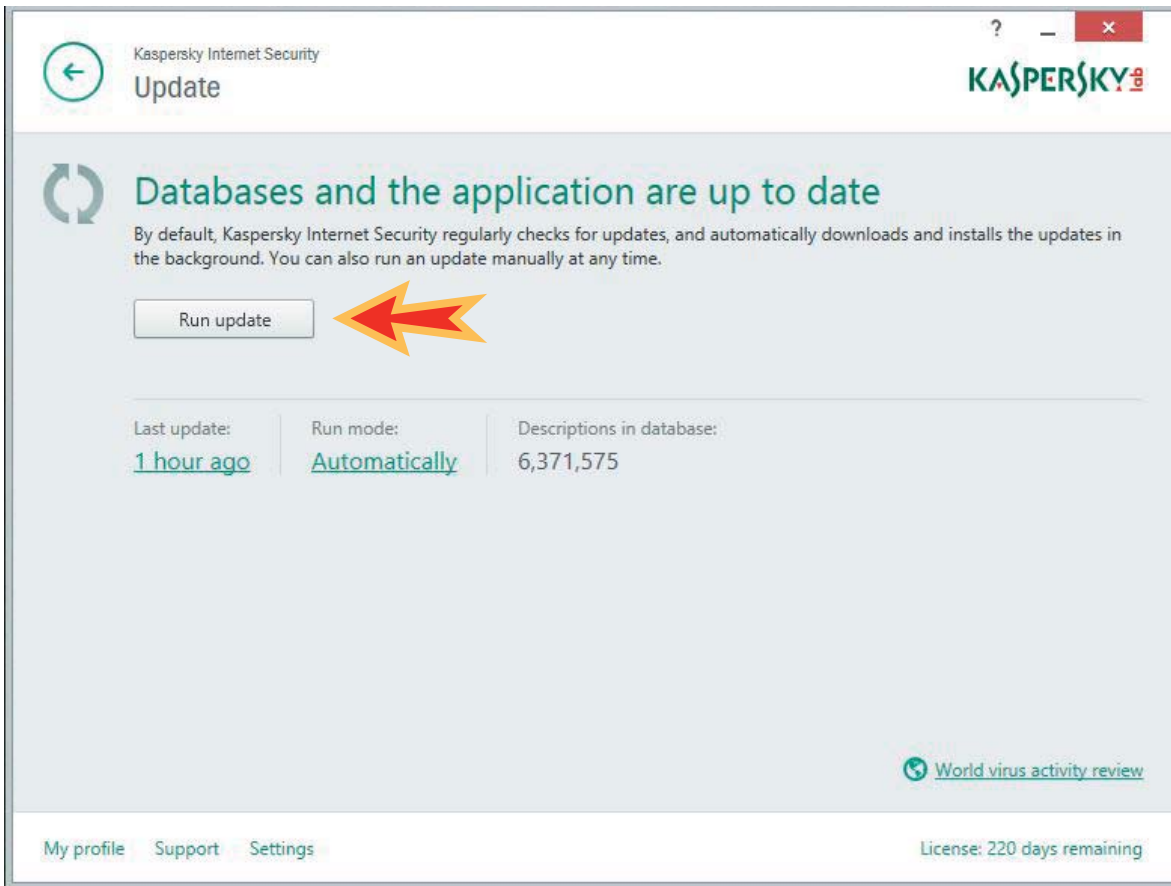 ?
Kaspersky Internet Security
Update
KASPERSKY lab
Databases and the application are up to date
By default, Kaspersky Internet Security regularly checks for updates, and automatically downloads and installs the updates in
the background. You can also run an update manually at any time.
Run update
Last update: Run mode: Descriptions in database:
1 hour ago Automatically 6,371,575
World virus activity review
My profile Support Settings License: 220 days remaining